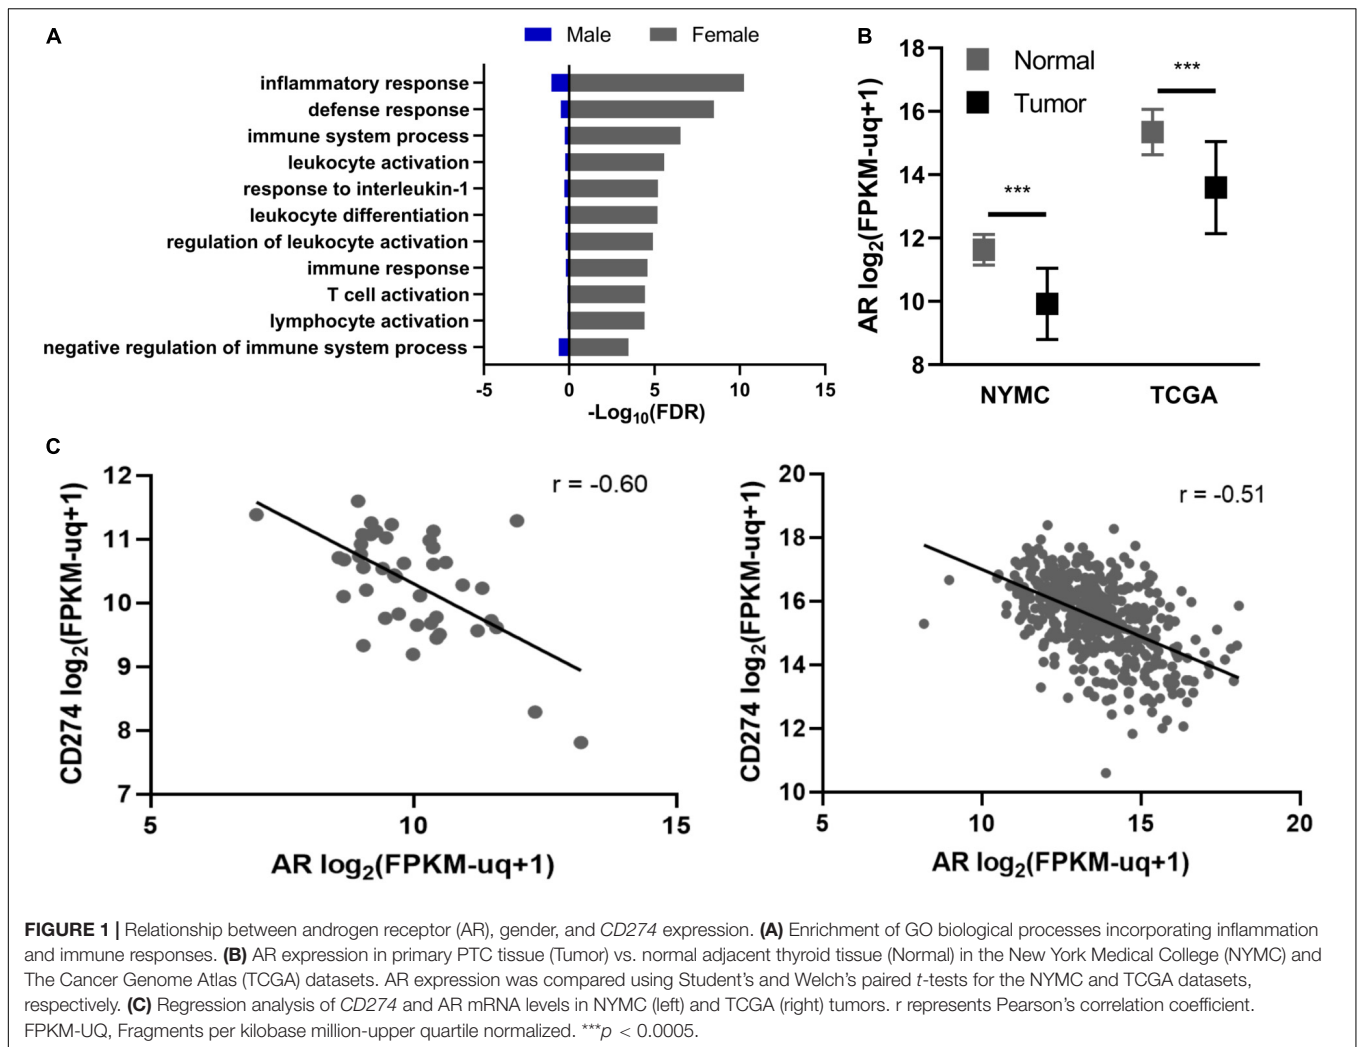 A
Male Female
inflammatory response
defense response
immune system process
leukocyte activation
response to interleukin-1
leukocyte differentiation
regulation of leukocyte activation
immune response
T cell activation
lymphocyte activation
negative regulation of immune system process
-5 0 5 10 15
-Log10(FDR)
B
Normal
Tumor
***
***
18
16
14
12
10
8
AR log2(FPKM-uq+1)
NYMC TCGA
C
r = -0.60
12
11
10
9
8
7
CD274 log2(FPKM-uq+1)
5 10 15
AR log2(FPKM-uq+1)
r = -0.51
20
18
16
14
12
10
CD274 log2(FPKM-uq+1)
5 10 15 20
AR log2(FPKM-uq+1)
FIGURE 1 | Relationship between androgen receptor (AR), gender, and CD274 expression. (A) Enrichment of GO biological processes incorporating inflammation
and immune responses. (B) AR expression in primary PTC tissue (Tumor) vs. normal adjacent thyroid tissue (Normal) in the New York Medical College (NYMC) and
The Cancer Genome Atlas (TCGA) datasets. AR expression was compared using Student's and Welch's paired t-tests for the NYMC and TCGA datasets,
respectively. (C) Regression analysis of CD274 and AR mRNA levels in NYMC (left) and TCGA (right) tumors. r represents Pearson's correlation coefficient.
FPKM-UQ, Fragments per kilobase million-upper quartile normalized. ***p < 0.0005.